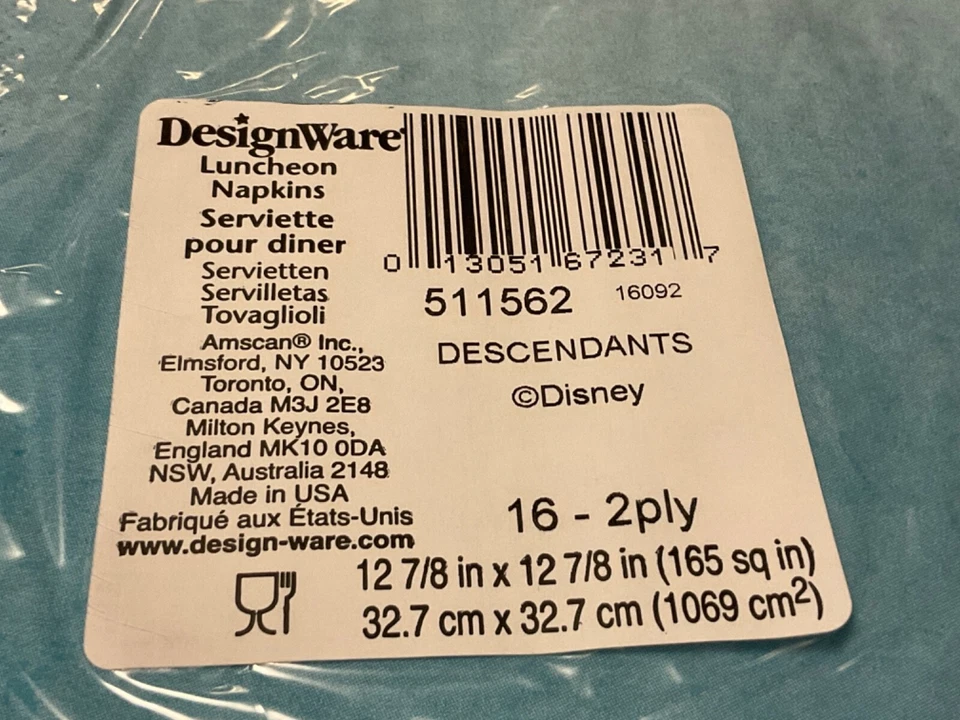 DesignWare®
Luncheon
Napkins
Serviette
pour diner
Servietten
Servilletas
Tovaglioli
Amscan® Inc.,
Elmsford, NY 10523
Toronto, ON,
Canada M3J 2E8
Milton Keynes,
England MK10 0DA
NSW, Australia 2148
Made in USA
Fabriqué aux États-Unis
www.design-ware.com
0 13051 67231 7
511562 16092
DESCENDANTS
©Disney
16 - 2ply
12 7/8 in x 12 7/8 in (165 sq in)
32.7 cm x 32.7 cm (1069 cm²)